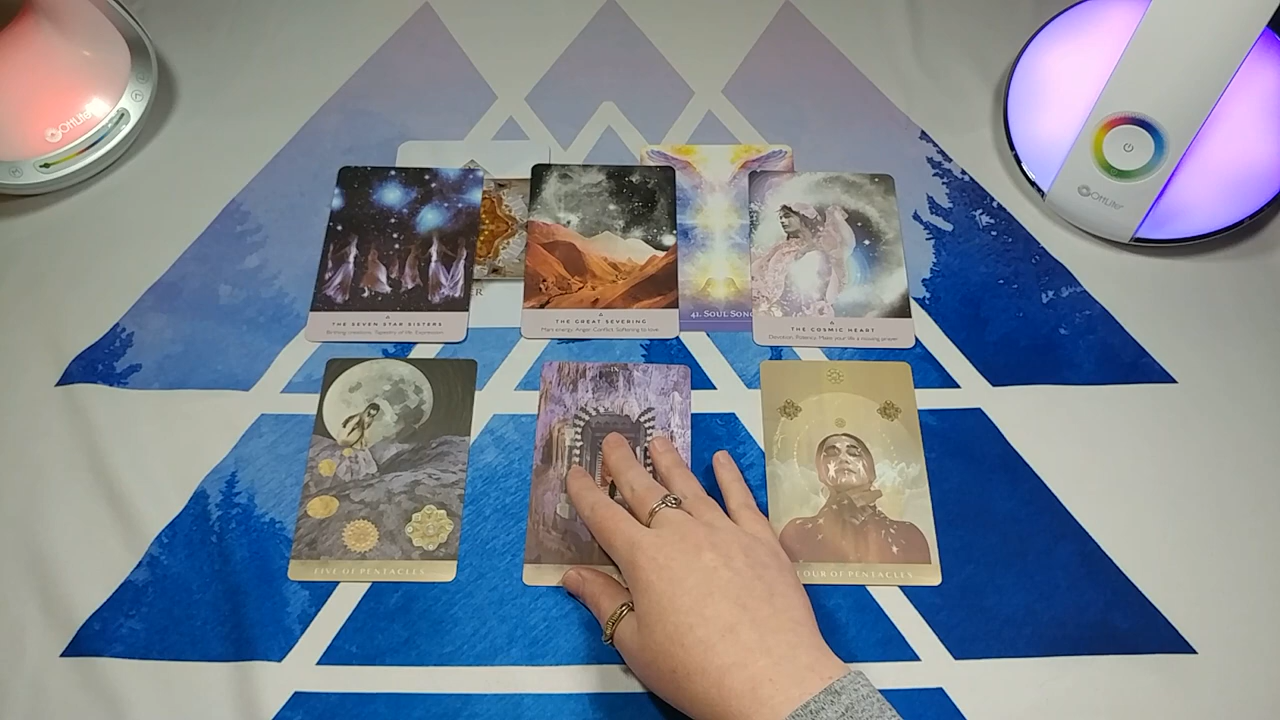 OttLite
OttLite
R
41. SOUL SONG
THE SEVEN STAR SISTERS
Birthing creations. Tapestry of life. Expression.
THE GREAT SEVERING
Mars energy. Anger. Conflict. Softening to love
THE COSMIC HEART
Devotion. Potency. Make your life a moving prayer
IX
FIVE OF PENTACLES
FOUR OF PENTACLES